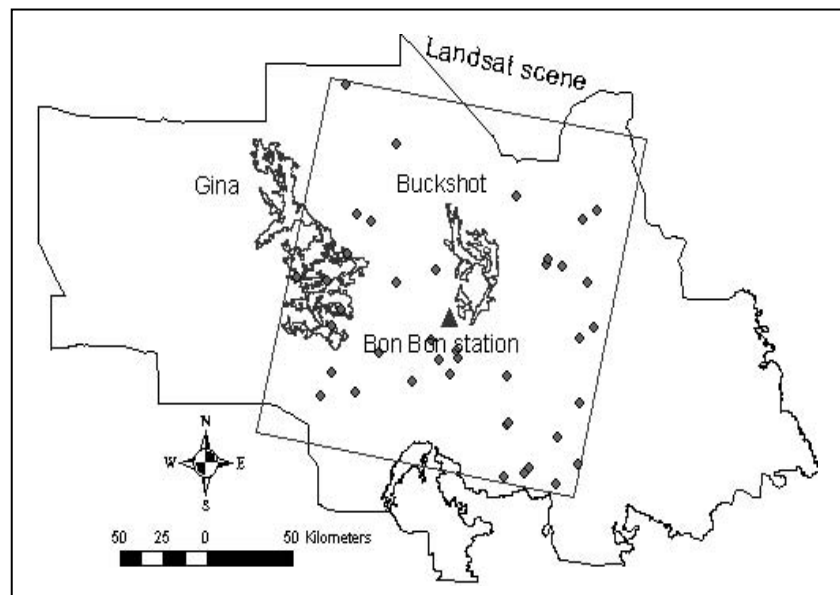 Landsat scene
Gina
Buckshot
Bon Bon station
N
W E
S
50 25 0 50 Kilometers